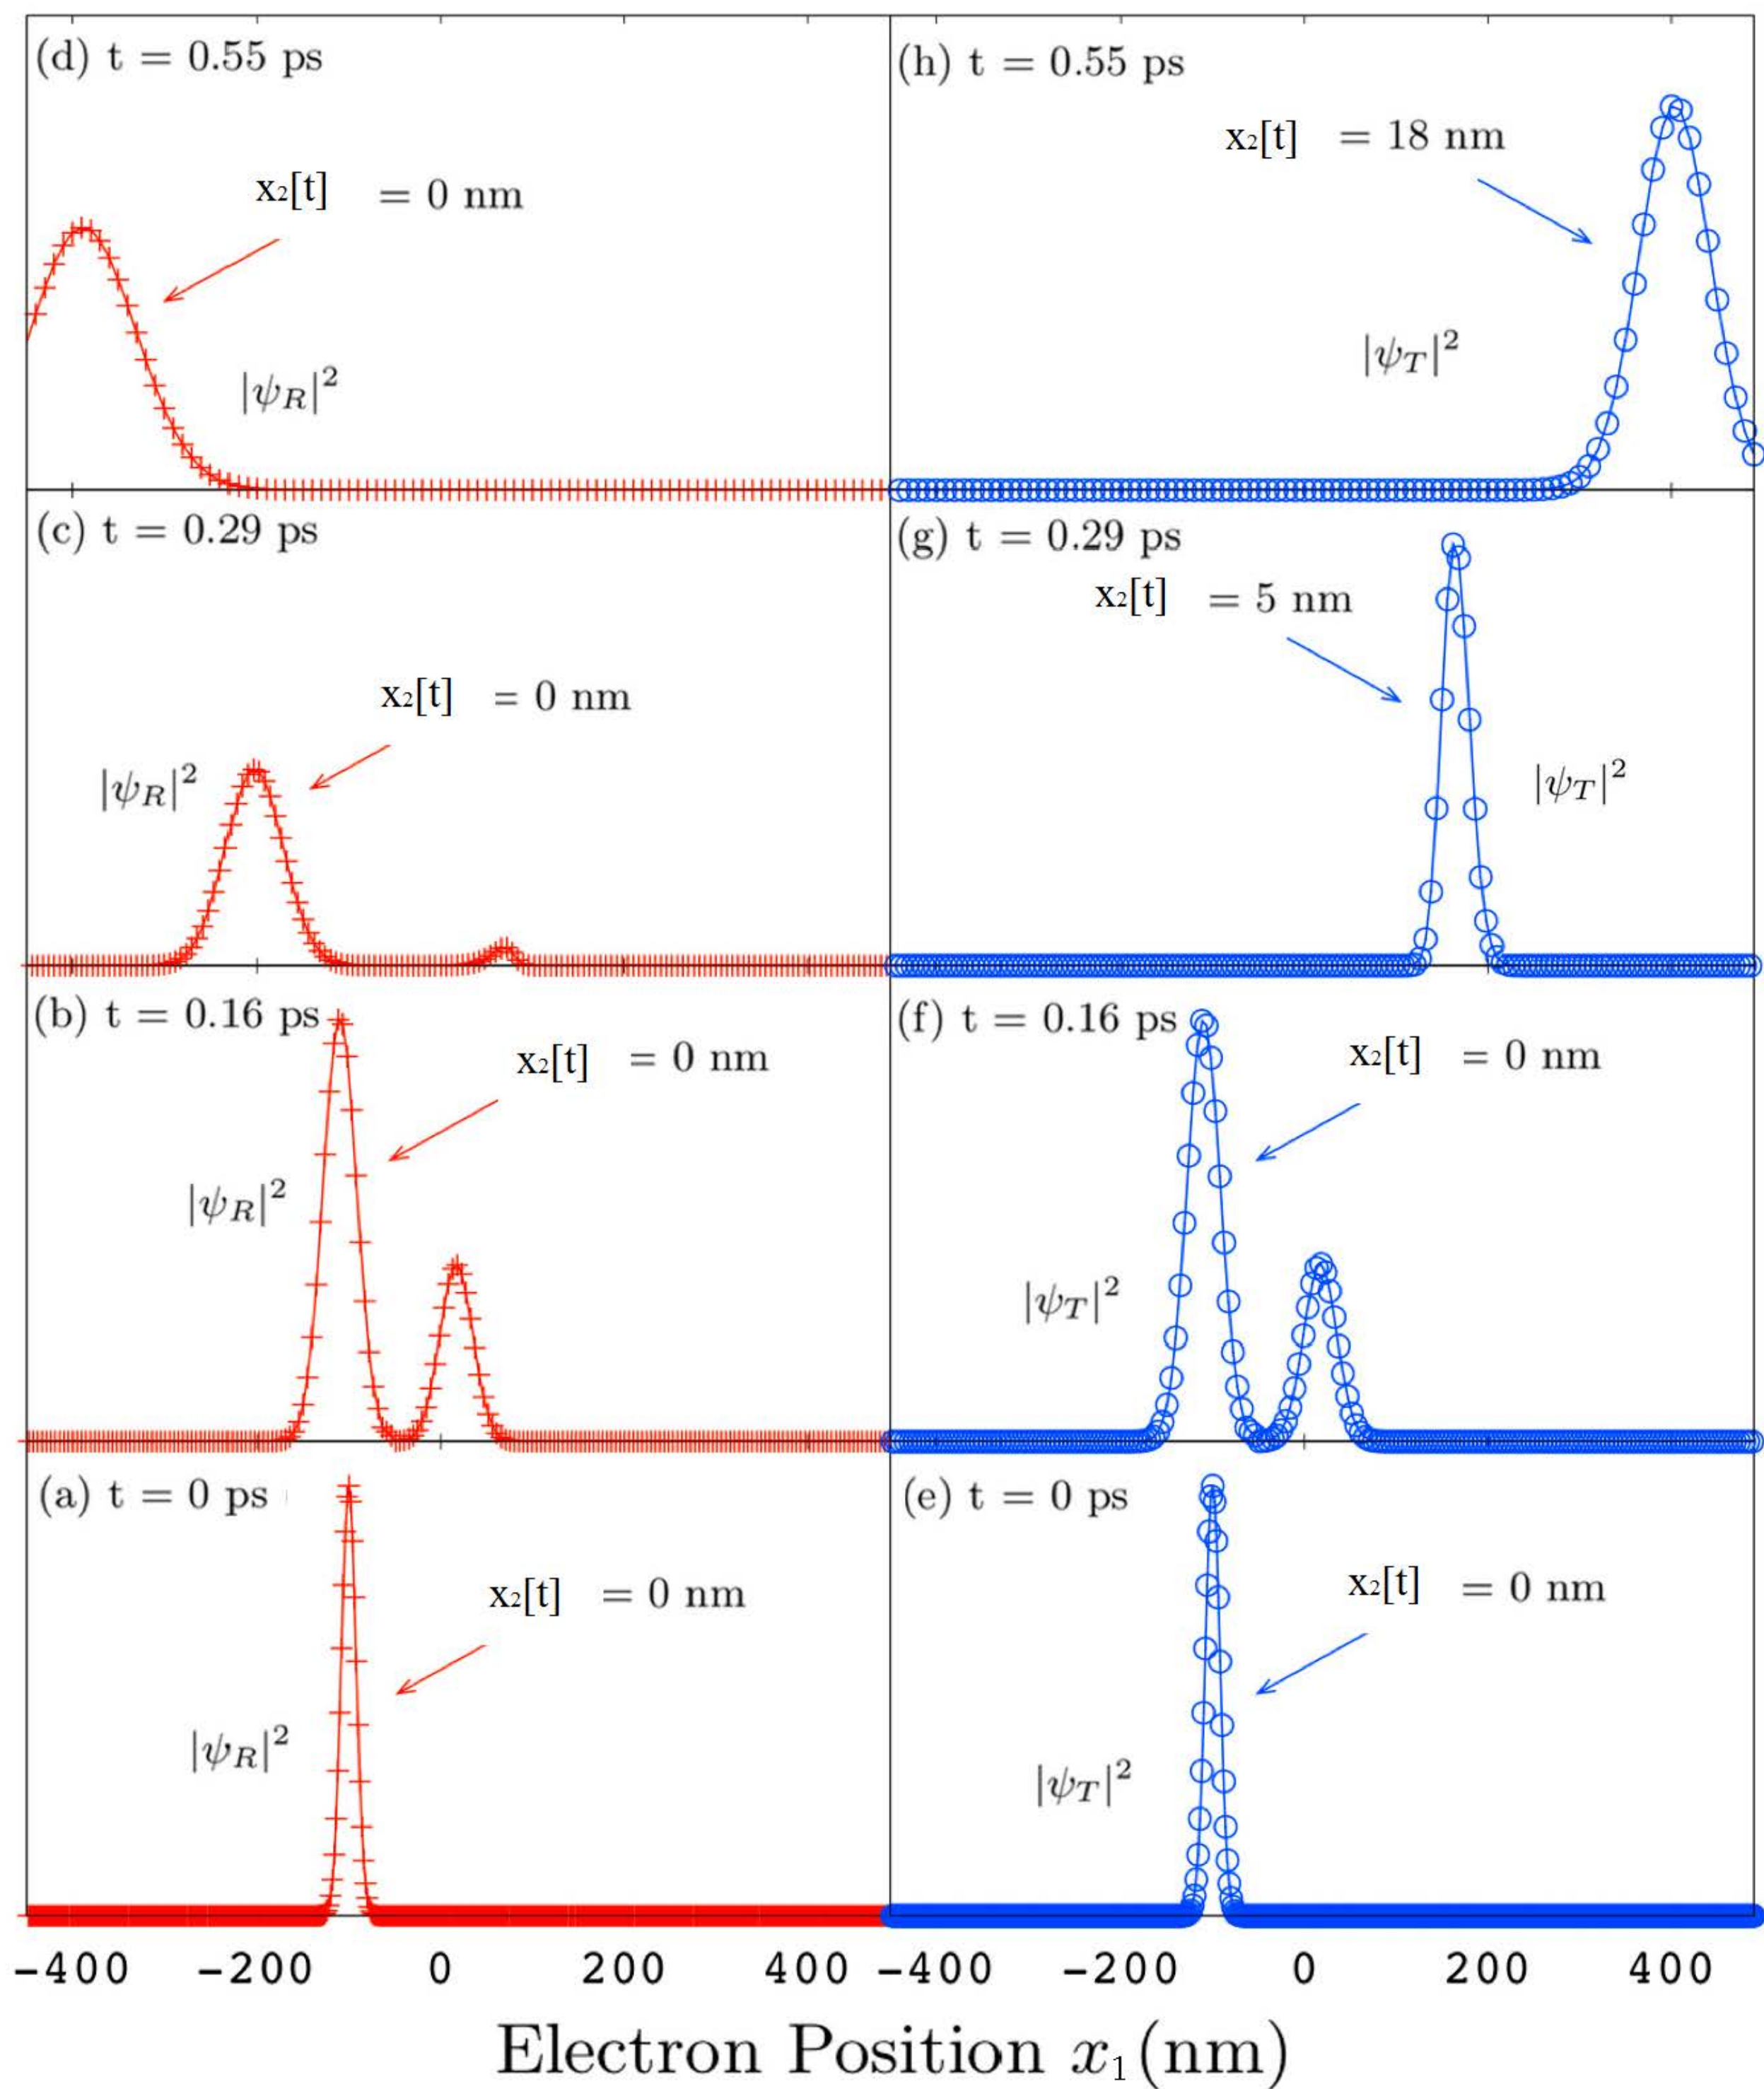 (d) t = 0.55 ps
x₂[t] = 0 nm
|ψ_R|²
(h) t = 0.55 ps
x₂[t] = 18 nm
|ψ_T|²
(c) t = 0.29 ps
x₂[t] = 0 nm
|ψ_R|²
(g) t = 0.29 ps
x₂[t] = 5 nm
|ψ_T|²
(b) t = 0.16 ps
x₂[t] = 0 nm
|ψ_R|²
(f) t = 0.16 ps
x₂[t] = 0 nm
|ψ_T|²
(a) t = 0 ps
x₂[t] = 0 nm
|ψ_R|²
(e) t = 0 ps
x₂[t] = 0 nm
|ψ_T|²
−400 −200 0 200 400 −400 −200 0 200 400
Electron Position x₁(nm)